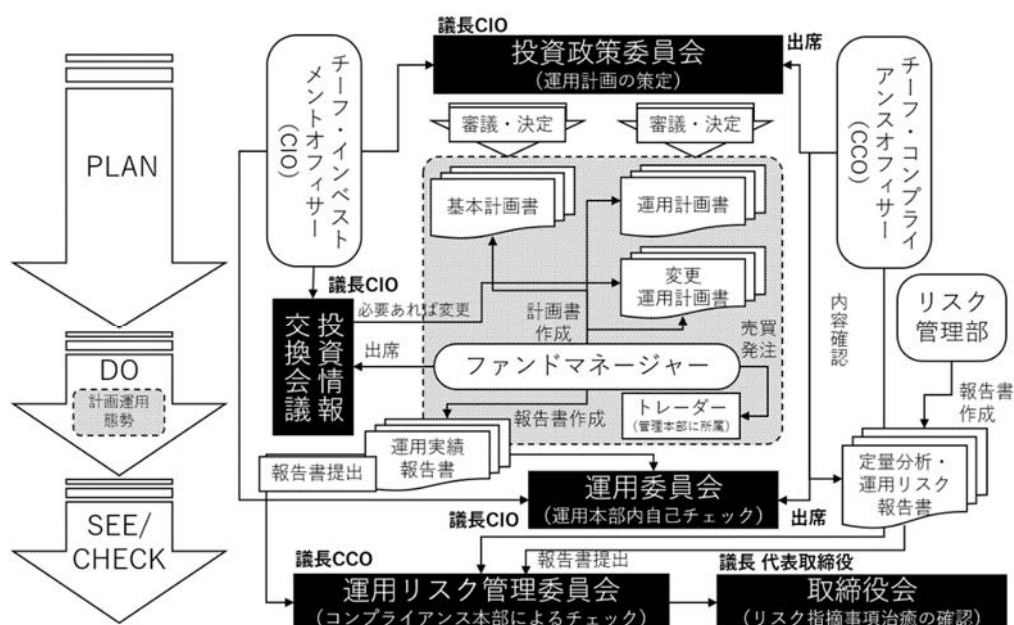 議長CIO
投資政策委員会
(運用計画の策定)
出席
チーフ・インベスト
メントオフィサー
(CIO)
チーフ・コンプライ
アンスオフィサー
(CCO)
PLAN
審議・決定
審議・決定
基本計画書
運用計画書
変更
運用計画書
議長CIO
必要あれば変更
投資情報
交換会議
計画書
作成
売買
発注
内容確認
リスク
管理部
DO
計画運用
態勢
出席
ファンドマネージャー
報告書作成
トレーダー
(管理本部に所属)
報告書
作成
運用実績
報告書
報告書提出
定量分析・
運用リスク
報告書
SEE/
CHECK
運用委員会
(運用本部内自己チェック)
議長CIO
出席
議長CCO
報告書提出
議長 代表取締役
運用リスク管理委員会
(コンプライアンス本部によるチェック)
取締役会
(リスク指摘事項治癒の確認)